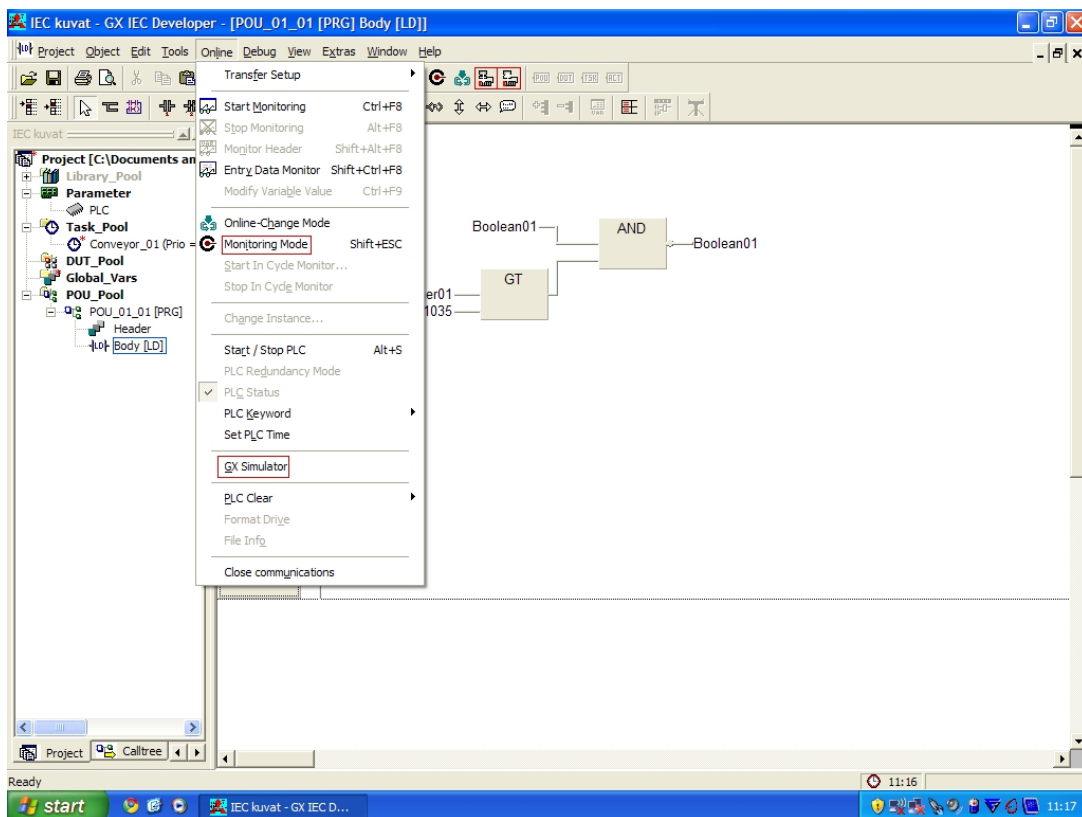 IEC kuvat - GX IEC Developer - [POU_01_01 [PRG] Body [LD]]
Project Object Edit Tools Online Debug View Extras Window Help
IEC kuvat
Project [C:\Documents an
Library_Pool
Parameter
PLC
Task_Pool
Conveyor_01 (Prio =
DUT_Pool
Global_Vars
POU_Pool
POU_01_01 [PRG]
Header
Body [LD]
Transfer Setup
Start Monitoring Ctrl+F8
Stop Monitoring Alt+F8
Monitor Header Shift+Alt+F8
Entry Data Monitor Shift+Ctrl+F8
Modify Variable Value Ctrl+F9
Online-Change Mode
Monitoring Mode Shift+ESC
Start In Cycle Monitor...
Stop In Cycle Monitor
Change Instance...
Start / Stop PLC Alt+S
PLC Redundancy Mode
PLC Status
PLC Keyword
Set PLC Time
GX Simulator
PLC Clear
Format Drive
File Info
Close communications
Boolean01 AND Boolean01
GT
er01
1035
Project Calltree
Ready 11:16
start IEC kuvat - GX IEC D... 11:17